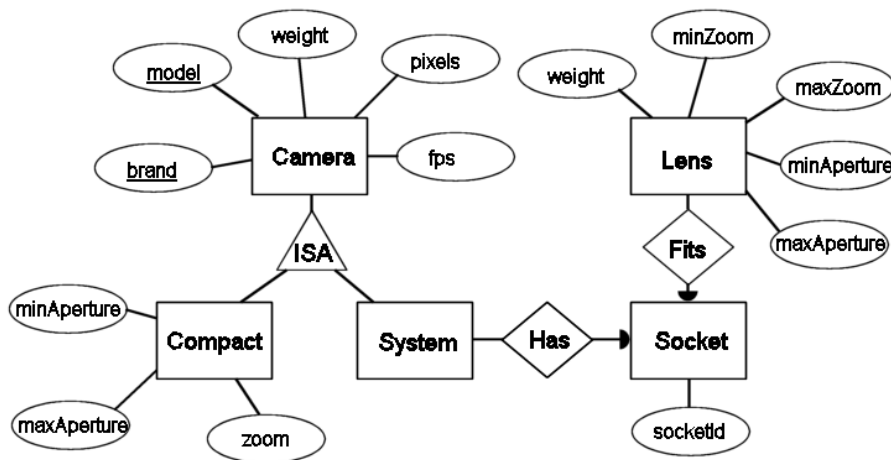 weight
model
pixels
brand
Camera
fps
ISA
minAperture
Compact
maxAperture
zoom
System
Has
minZoom
weight
maxZoom
Lens
minAperture
maxAperture
Fits
Socket
socketId